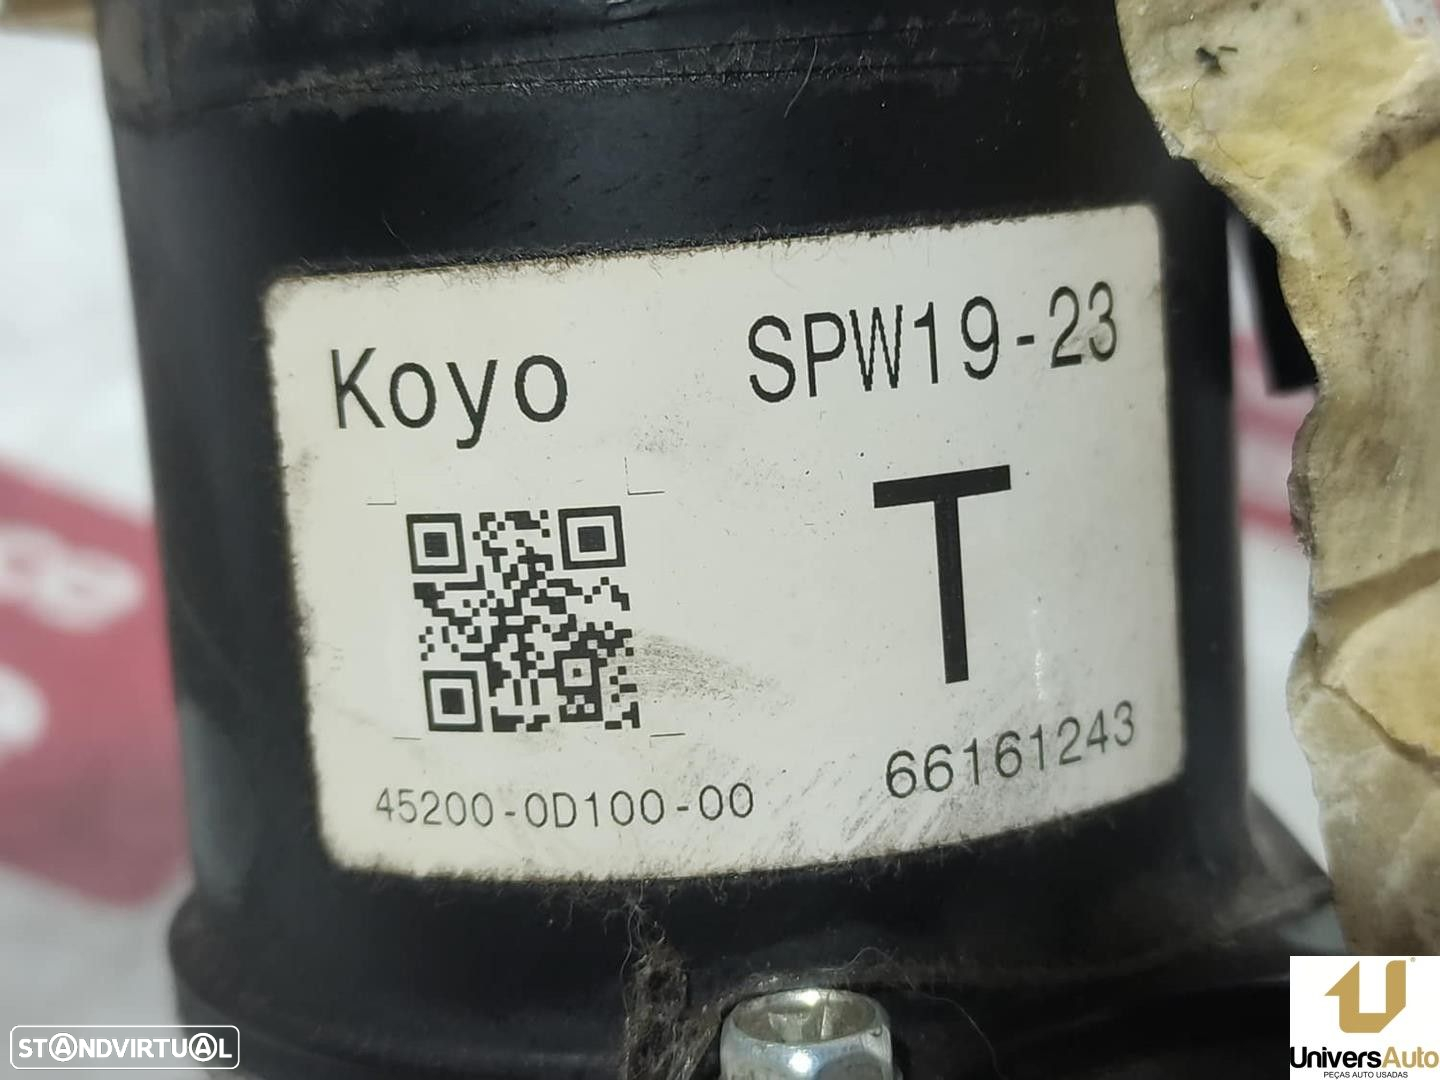 Koyo SPW19-23
T
45200-0D100-00 66161243
STANDVIRTUAL
UniversAuto
PEÇAS AUTO USADAS